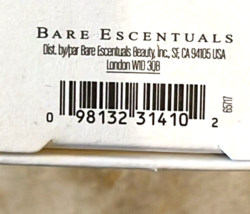 BARE ESCENTUALS
Dist. by/par Bare Escentuals Beauty, Inc., SF, CA 94105 USA
London W1D 3QB
0 98132 31410 2
65717